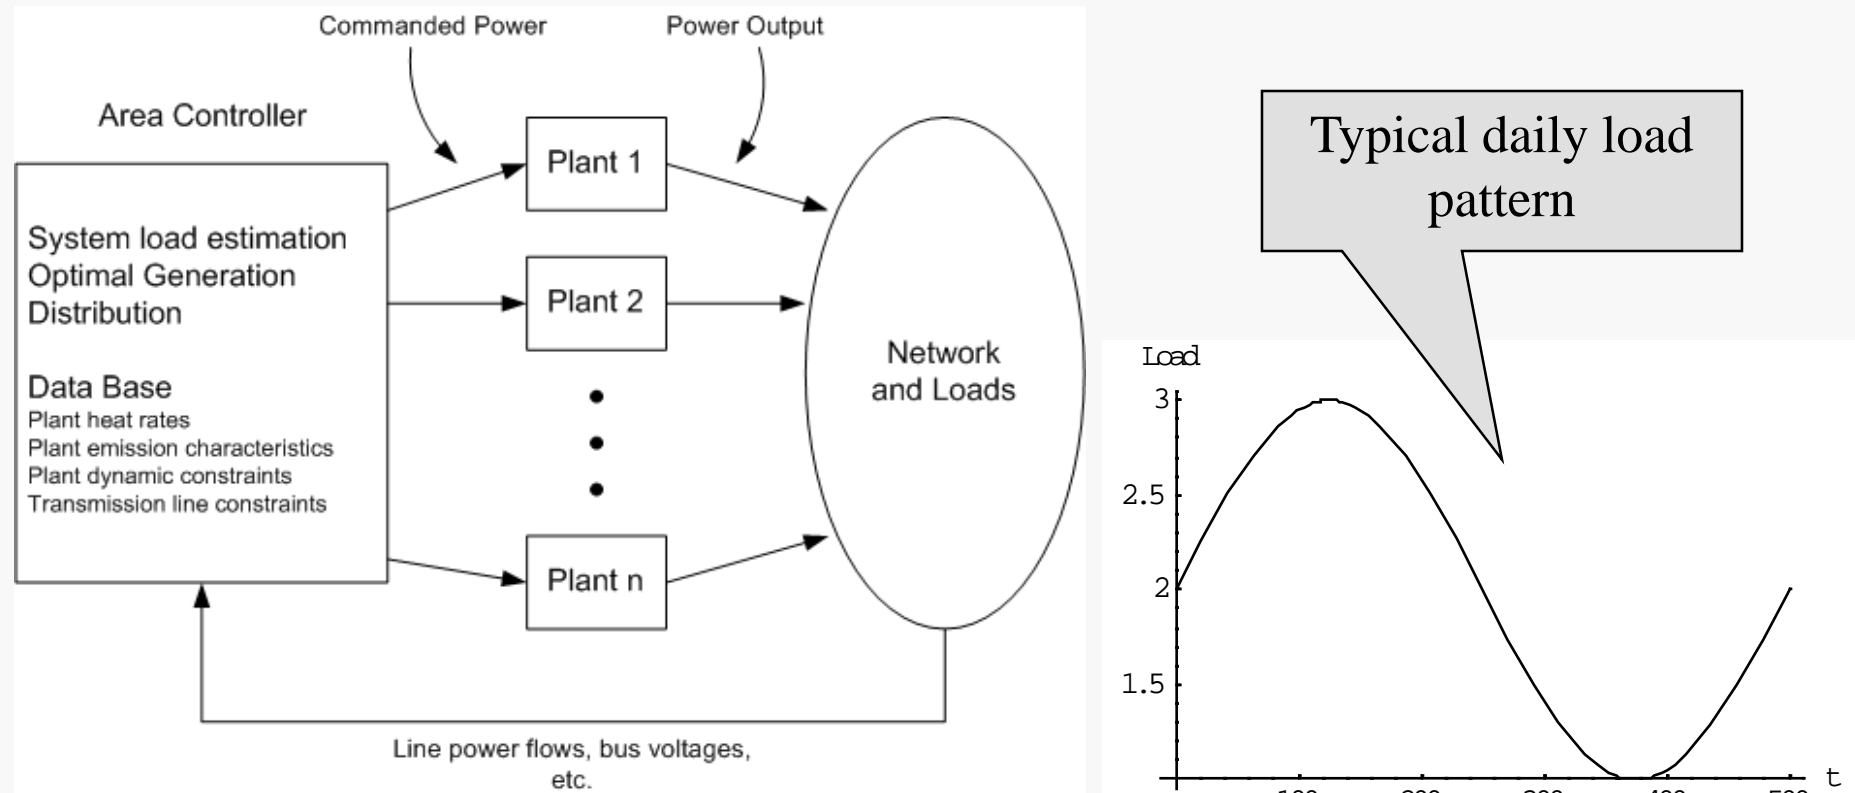 Commanded Power
Power Output
Area Controller
System load estimation
Optimal Generation
Distribution
Data Base
Plant heat rates
Plant emission characteristics
Plant dynamic constraints
Transmission line constraints
Plant 1
Plant 2
Plant n
Network
and Loads
Line power flows, bus voltages,
etc.
Typical daily load
pattern
Load
3
2.5
2
1.5
t